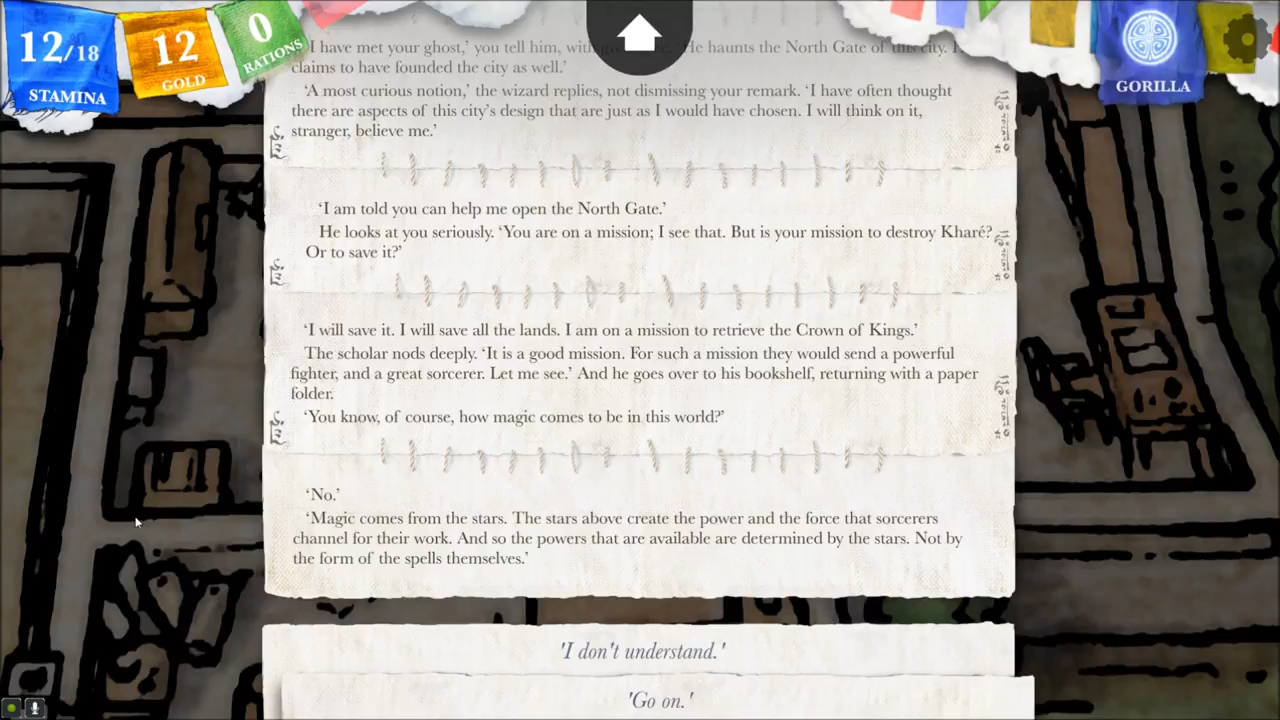 12/18
STAMINA
12
GOLD
0
RATIONS
GORILLA
I have met your ghost,’ you tell him, with He haunts the North Gate of this city. I
claims to have founded the city as well.’
‘A most curious notion,’ the wizard replies, not dismissing your remark. ‘I have often thought
there are aspects of this city’s design that are just as I would have chosen. I will think on it,
stranger, believe me.’
‘I am told you can help me open the North Gate.’
He looks at you seriously. ‘You are on a mission; I see that. But is your mission to destroy Kharé?
Or to save it?’
‘I will save it. I will save all the lands. I am on a mission to retrieve the Crown of Kings.’
The scholar nods deeply. ‘It is a good mission. For such a mission they would send a powerful
fighter, and a great sorcerer. Let me see.’ And he goes over to his bookshelf, returning with a paper
folder.
‘You know, of course, how magic comes to be in this world?’
‘No.’
‘Magic comes from the stars. The stars above create the power and the force that sorcerers
channel for their work. And so the powers that are available are determined by the stars. Not by
the form of the spells themselves.’
'I don't understand.'
'Go on.'